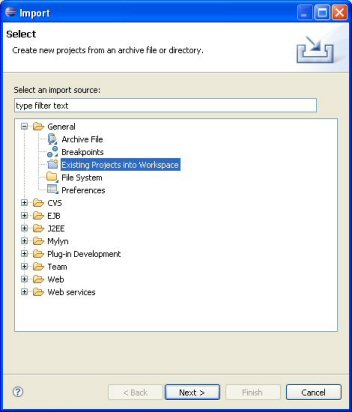 Import
Select
Create new projects from an archive file or directory.
Select an import source:
type filter text
General
Archive File
Breakpoints
Existing Projects into Workspace
File System
Preferences
CVS
EJB
J2EE
Mylyn
Plug-in Development
Team
Web
Web services
? < Back Next > Finish Cancel